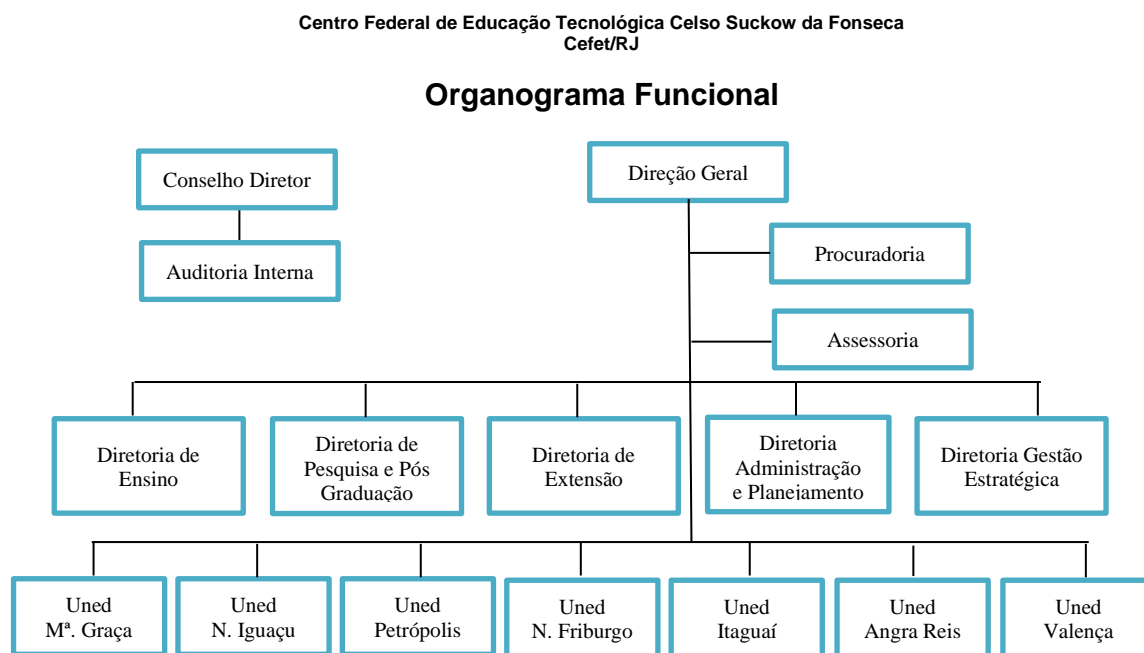 Centro Federal de Educação Tecnológica Celso Suckow da Fonseca
Cefet/RJ
Organograma Funcional
Conselho Diretor
Direção Geral
Auditoria Interna
Procuradoria
Assessoria
Diretoria de
Ensino
Diretoria de
Pesquisa e Pós
Graduação
Diretoria de
Extensão
Diretoria
Administração
e Planejamento
Diretoria Gestão
Estratégica
Uned
Mª. Graça
Uned
N. Iguaçu
Uned
Petrópolis
Uned
N. Friburgo
Uned
Itaguaí
Uned
Angra Reis
Uned
Valença